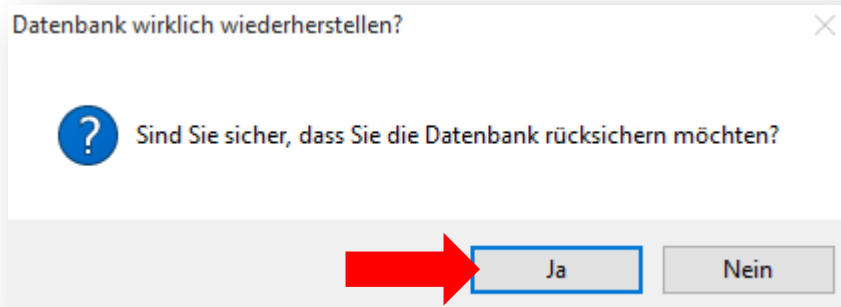 Datenbank wirklich wiederherstellen?
Sind Sie sicher, dass Sie die Datenbank rücksichern möchten?
Ja
Nein